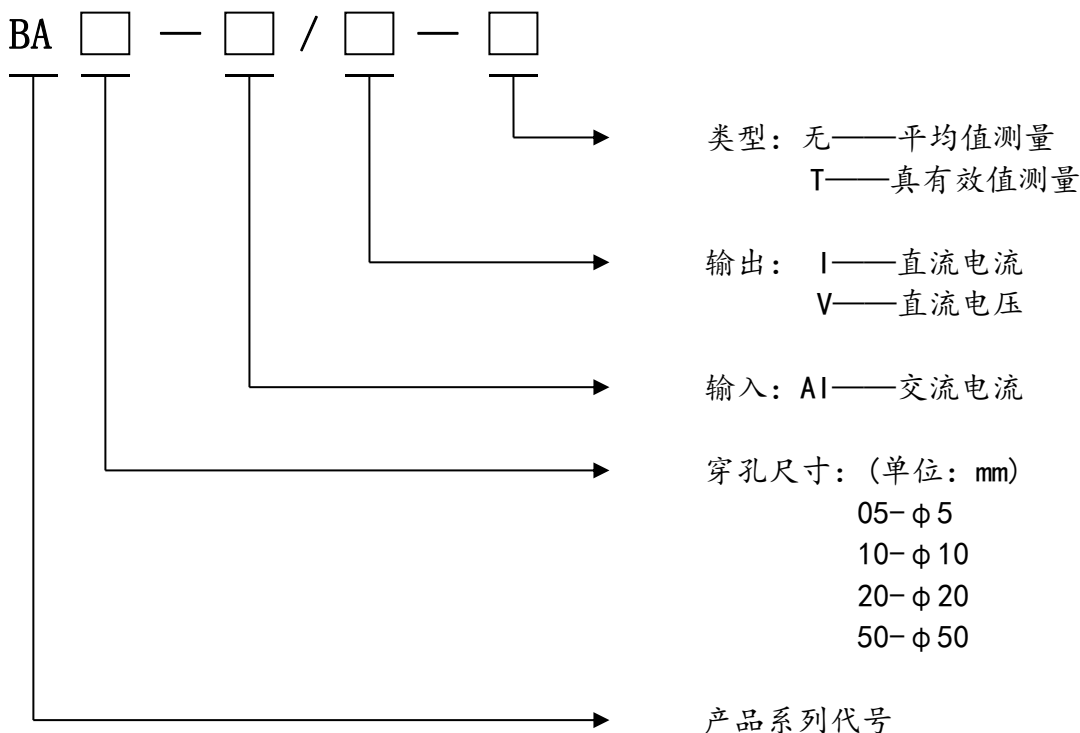 BA □ — □ / □ — □
类型：无——平均值测量
T——真有效值测量
输出： I——直流电流
V——直流电压
输入：AI——交流电流
穿孔尺寸：(单位：mm)
05-φ5
10-φ10
20-φ20
50-φ50
产品系列代号